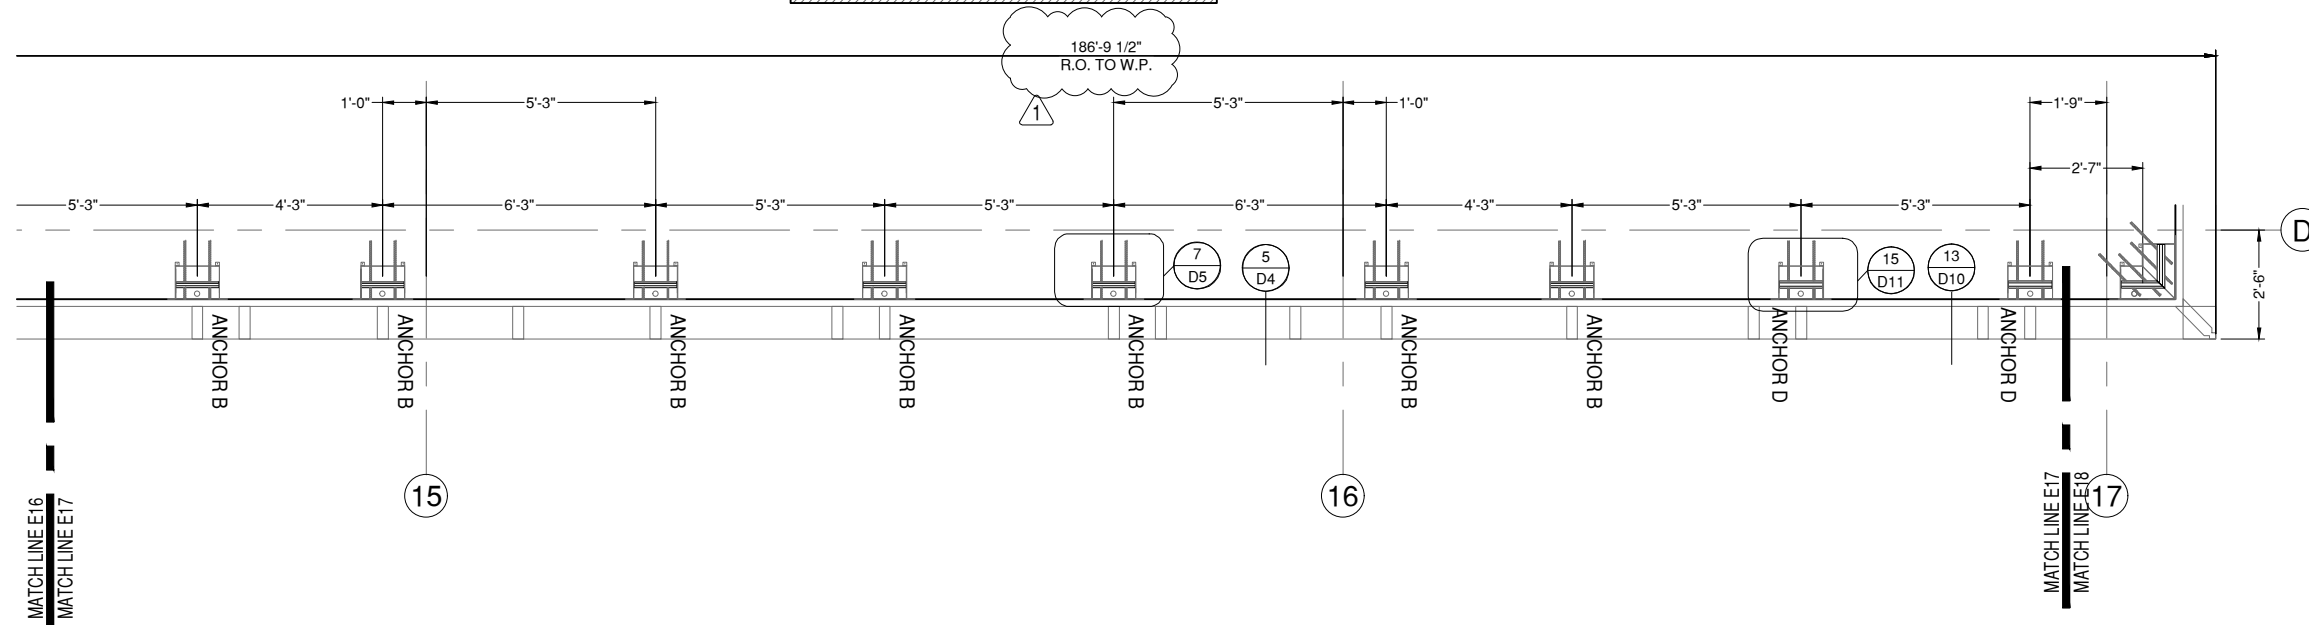 186'-9 1/2"
R.O. TO W.P.
1
1'-0"
5'-3"
5'-3"
1'-0"
1'-9"
2'-7"
5'-3"
4'-3"
6'-3"
5'-3"
5'-3"
6'-3"
4'-3"
5'-3"
5'-3"
D
7
D5
5
D4
15
D11
13
D10
2'-6"
ANCHOR B
ANCHOR B
ANCHOR B
ANCHOR B
ANCHOR B
ANCHOR B
ANCHOR B
ANCHOR D
ANCHOR D
15
16
17
MATCH LINE E16
MATCH LINE E17
MATCH LINE E17
MATCH LINE E18